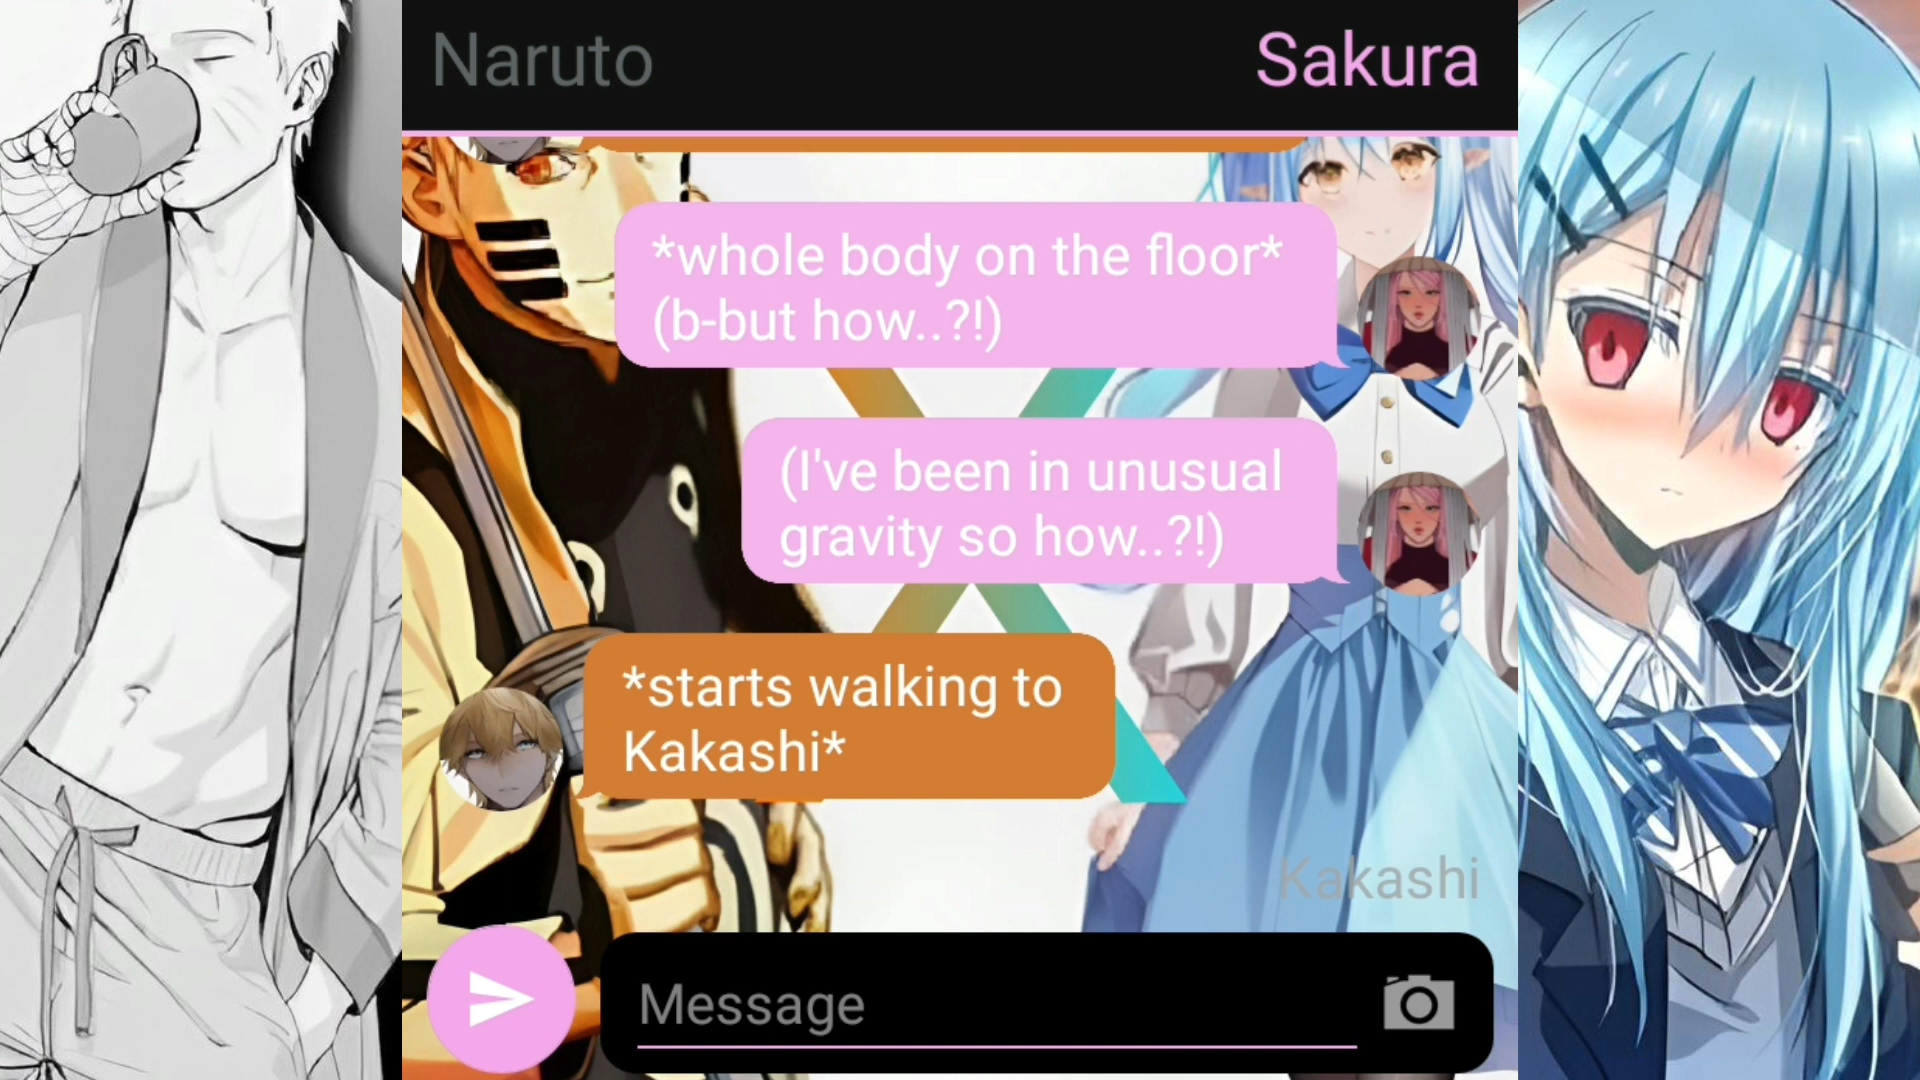 Naruto
Sakura
*whole body on the floor*
(b-but how..?!)
(I've been in unusual
gravity so how..?!)
*starts walking to
Kakashi*
Kakashi
Message